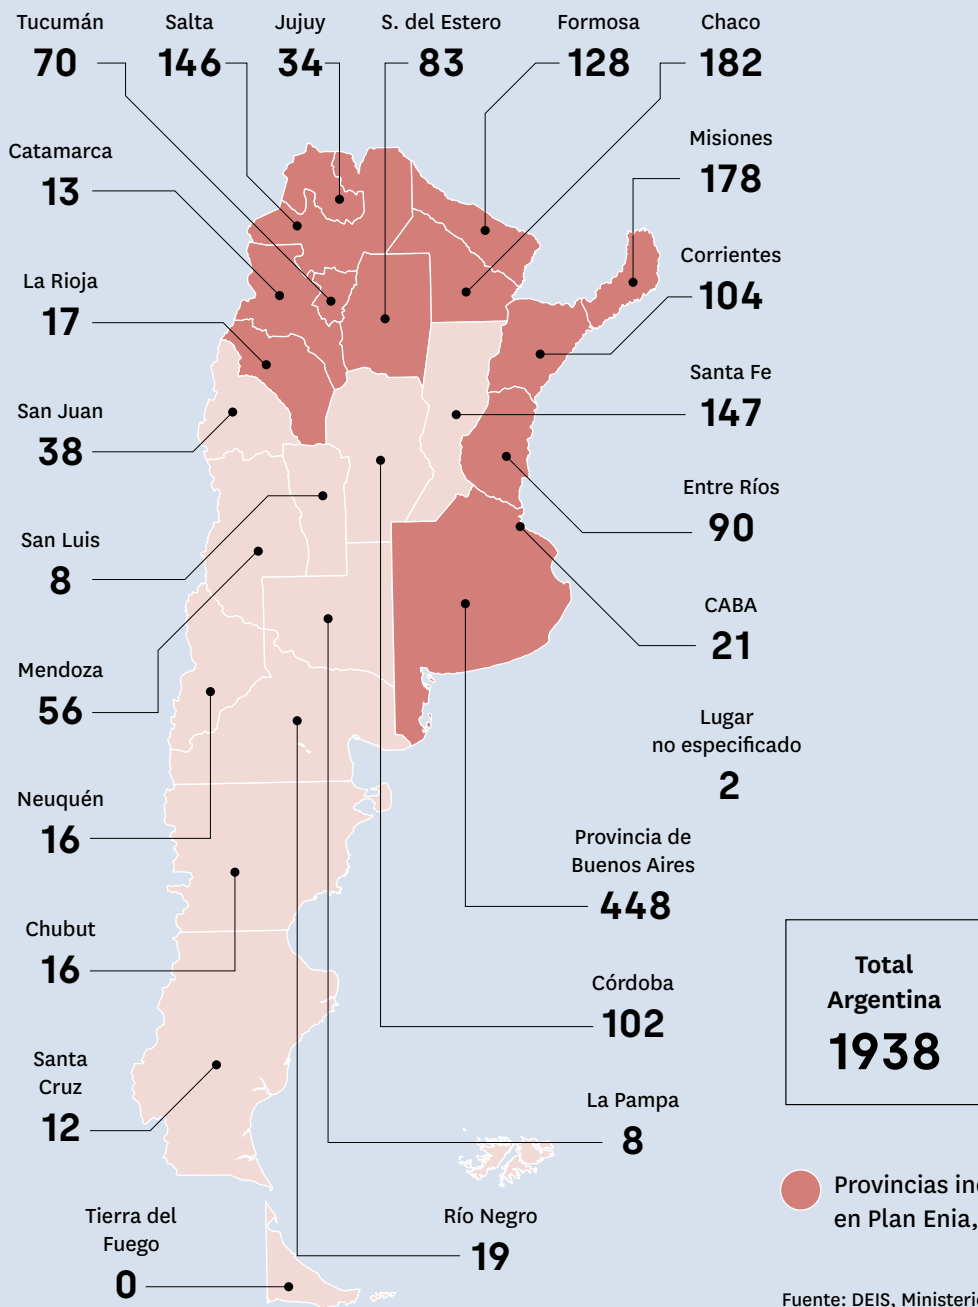 Tucumán
70
Salta
146
Jujuy
34
S. del Estero
83
Formosa
128
Chaco
182
Catamarca
13
Misiones
178
La Rioja
17
Corrientes
104
San Juan
38
Santa Fe
147
San Luis
8
Entre Ríos
90
Mendoza
56
CABA
21
Lugar
no especificado
2
Neuquén
16
Provincia de
Buenos Aires
448
Chubut
16
Córdoba
102
Total
Argentina
1938
Santa
Cruz
12
La Pampa
8
Provincias
en Plan Enia,
Tierra del
Fuego
0
Río Negro
19
Fuente: DEIS, Ministerio